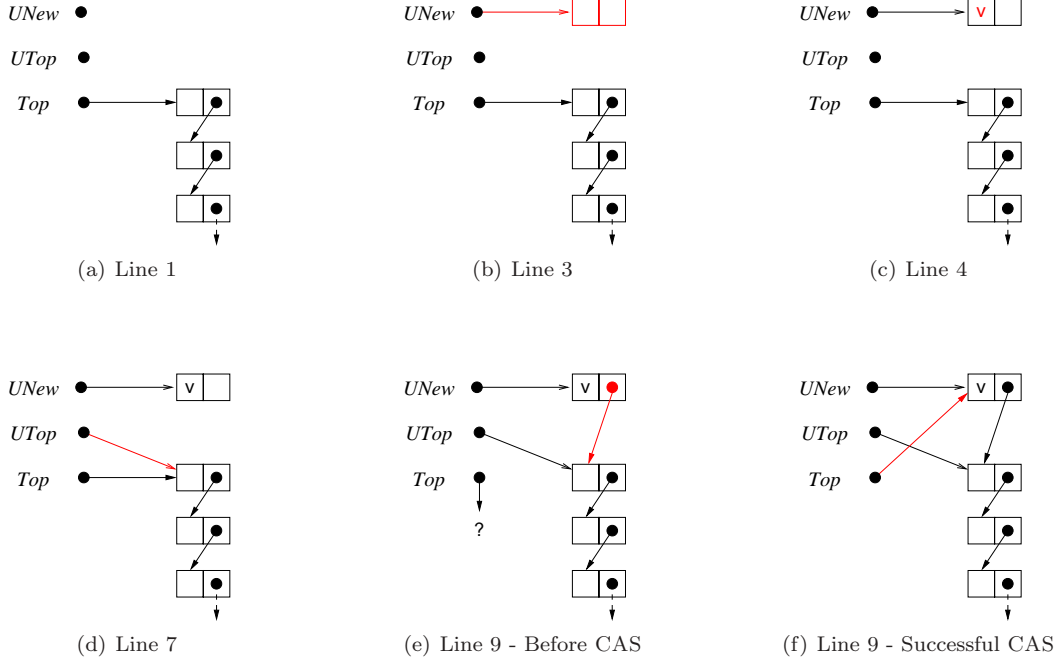 UNew
UTop
Top
(a) Line 1
UNew
UTop
Top
(b) Line 3
UNew
v
UTop
Top
(c) Line 4
UNew
v
UTop
Top
(d) Line 7
UNew
v
UTop
Top
?
(e) Line 9 - Before CAS
UNew
v
UTop
Top
(f) Line 9 - Successful CAS